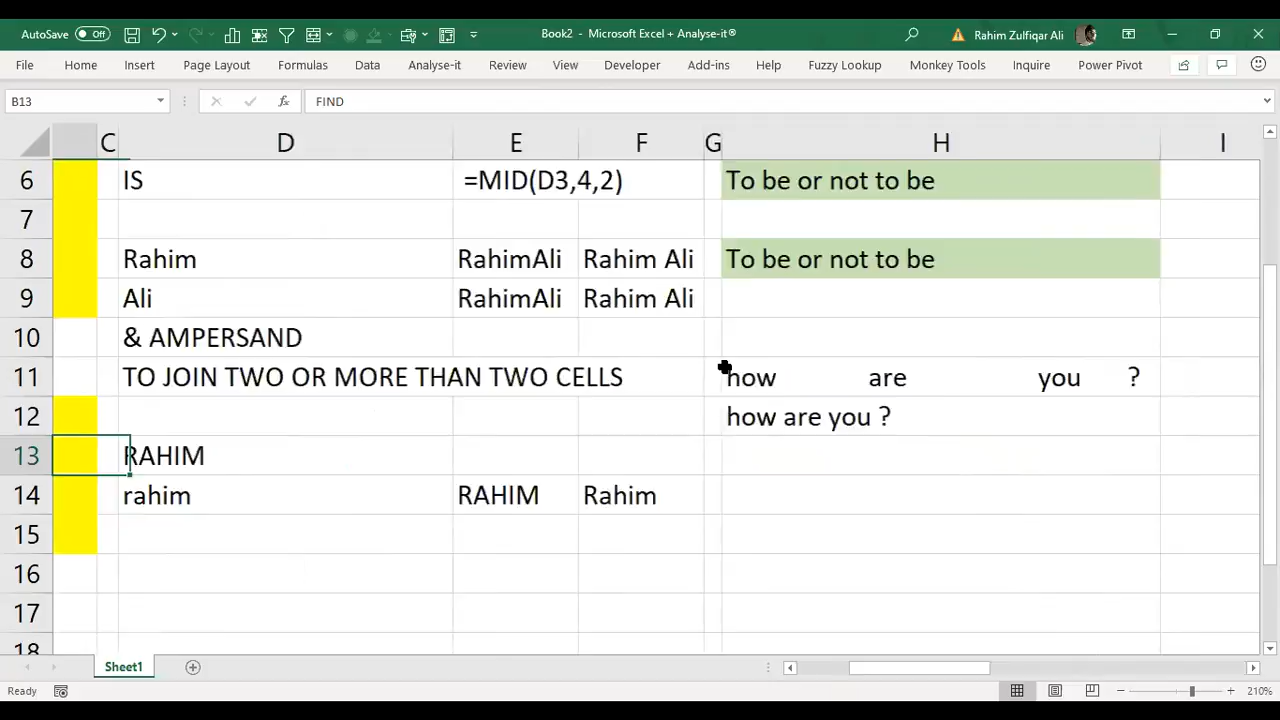 AutoSave Off Book2 - Microsoft Excel + Analyse-it® Rahim Zulfiqar Ali
File Home Insert Page Layout Formulas Data Analyse-it Review View Developer Add-ins Help Fuzzy Lookup Monkey Tools Inquire Power Pivot
B13 fx FIND
C D E F G H I
6 IS =MID(D3,4,2) To be or not to be
7
8 Rahim RahimAli Rahim Ali To be or not to be
9 Ali RahimAli Rahim Ali
10 & AMPERSAND
11 TO JOIN TWO OR MORE THAN TWO CELLS how are you ?
12 how are you ?
13 RAHIM
14 rahim RAHIM Rahim
15
16
17
18
Sheet1
Ready 210%